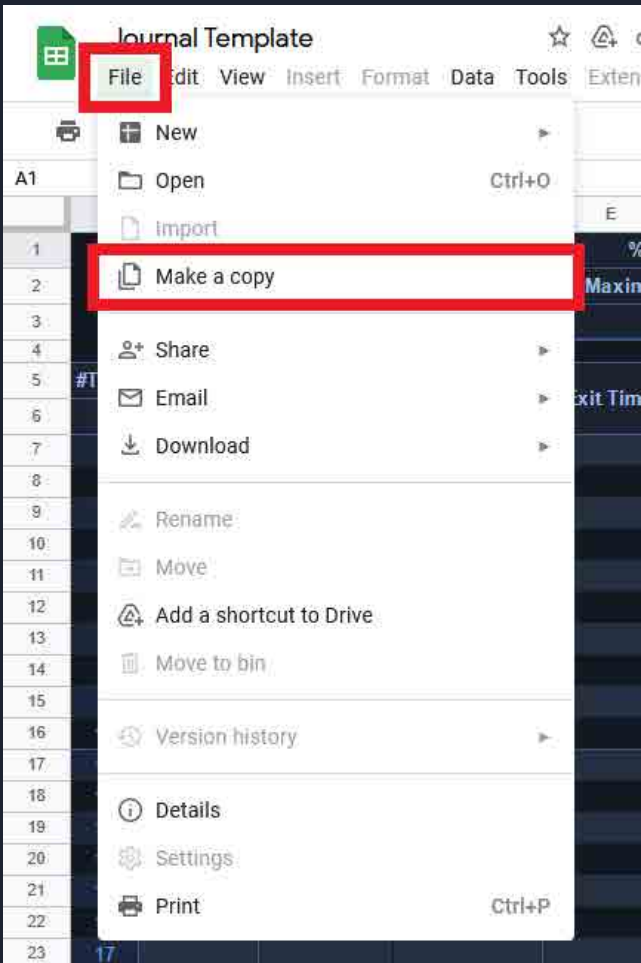 Journal Template
File Edit View Insert Format Data Tools Exten
A1
New
Open Ctrl+O
Import
Make a copy
Share
Email
Download
Rename
Move
Add a shortcut to Drive
Move to bin
Version history
Details
Settings
Print Ctrl+P
E
1 %
2 Maxin
3
4
5 #T
xit Tim
6
7
8
9
10
11
12
13
14
15
16
17
18
19
20
21
22
23 17